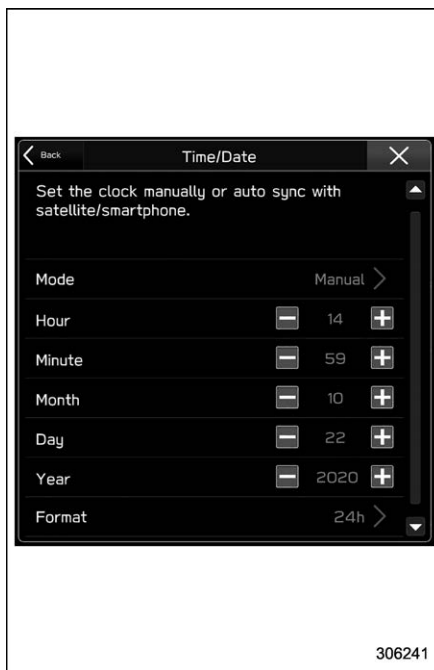 Back Time/Date
Set the clock manually or auto sync with
satellite/smartphone.
Mode Manual
Hour 14
Minute 59
Month 10
Day 22
Year 2020
Format 24h
306241